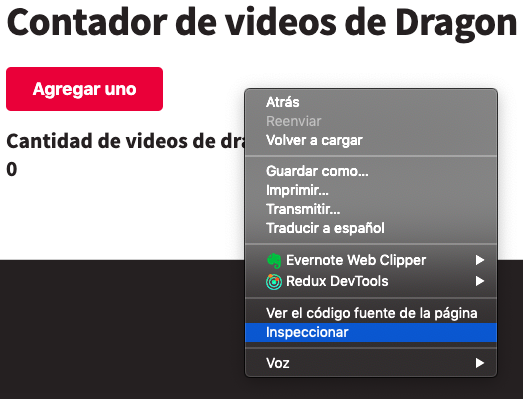 Contador de videos de Dragon
Agregar uno
Cantidad de videos de
0
Atrás
Reenviar
Volver a cargar
Guardar como...
Imprimir...
Transmitir...
Traducir a español
Evernote Web Clipper
Redux DevTools
Ver el código fuente de la página
Inspeccionar
Voz